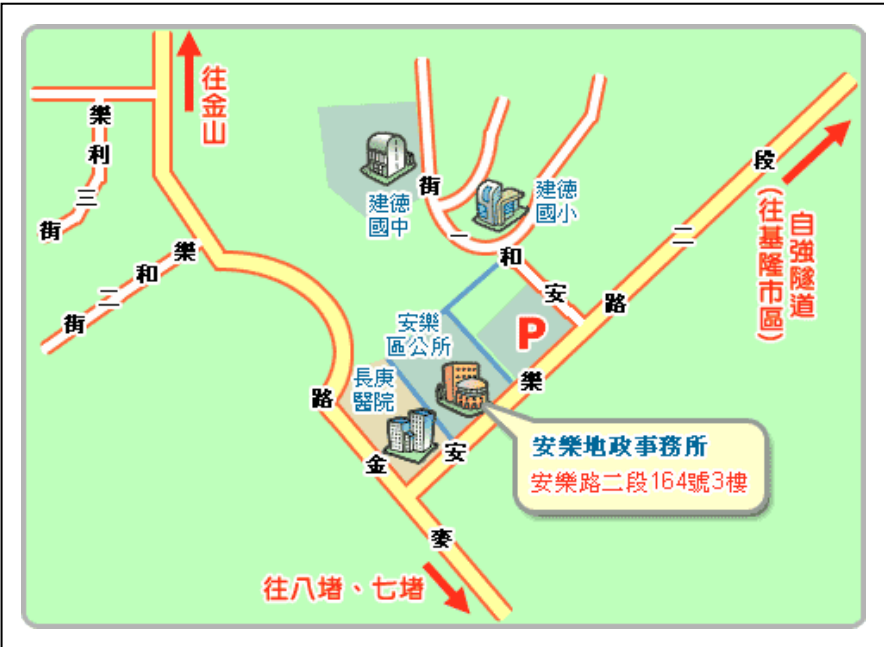 往金山
樂利三街
樂和二街
建德
國中
建德
國小
安和一街
安樂路二段
自強隧道
(往基隆市區)
安樂
區公所
P
長庚
醫院
麥金路
安樂地政事務所
安樂路二段164號3樓
往八堵、七堵